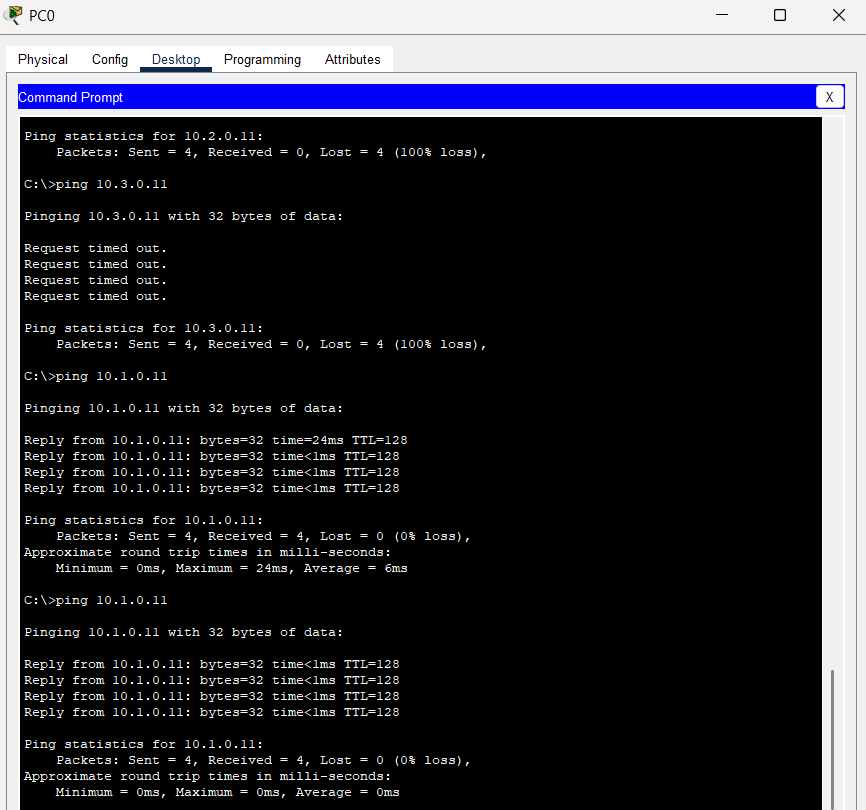 PC0
Physical Config Desktop Programming Attributes
Command Prompt X
Ping statistics for 10.2.0.11:
    Packets: Sent = 4, Received = 0, Lost = 4 (100% loss),
C:\>ping 10.3.0.11
Pinging 10.3.0.11 with 32 bytes of data:
Request timed out.
Request timed out.
Request timed out.
Request timed out.
Ping statistics for 10.3.0.11:
    Packets: Sent = 4, Received = 0, Lost = 4 (100% loss),
C:\>ping 10.1.0.11
Pinging 10.1.0.11 with 32 bytes of data:
Reply from 10.1.0.11: bytes=32 time=24ms TTL=128
Reply from 10.1.0.11: bytes=32 time<1ms TTL=128
Reply from 10.1.0.11: bytes=32 time<1ms TTL=128
Reply from 10.1.0.11: bytes=32 time<1ms TTL=128
Ping statistics for 10.1.0.11:
    Packets: Sent = 4, Received = 4, Lost = 0 (0% loss),
Approximate round trip times in milli-seconds:
    Minimum = 0ms, Maximum = 24ms, Average = 6ms
C:\>ping 10.1.0.11
Pinging 10.1.0.11 with 32 bytes of data:
Reply from 10.1.0.11: bytes=32 time<1ms TTL=128
Reply from 10.1.0.11: bytes=32 time<1ms TTL=128
Reply from 10.1.0.11: bytes=32 time<1ms TTL=128
Reply from 10.1.0.11: bytes=32 time<1ms TTL=128
Ping statistics for 10.1.0.11:
    Packets: Sent = 4, Received = 4, Lost = 0 (0% loss),
Approximate round trip times in milli-seconds:
    Minimum = 0ms, Maximum = 0ms, Average = 0ms